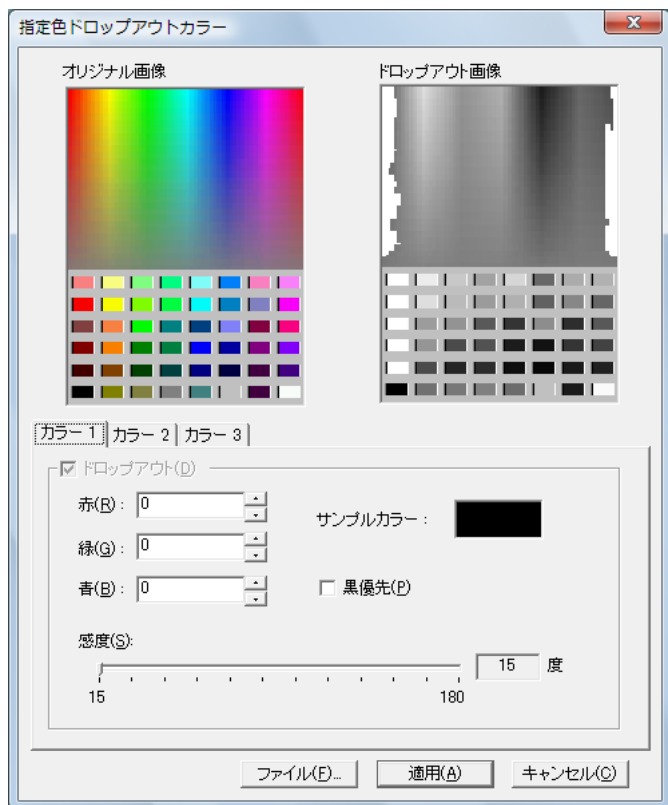 指定色ドロップアウトカラー
オリジナル画像
ドロップアウト画像
カラー 1
カラー 2
カラー 3
ドロップアウト(D)
赤(R): 0
緑(G): 0
青(B): 0
サンプルカラー:
黒優先(P)
感度(S):
15 度
15
180
ファイル(F)...
適用(A)
キャンセル(C)